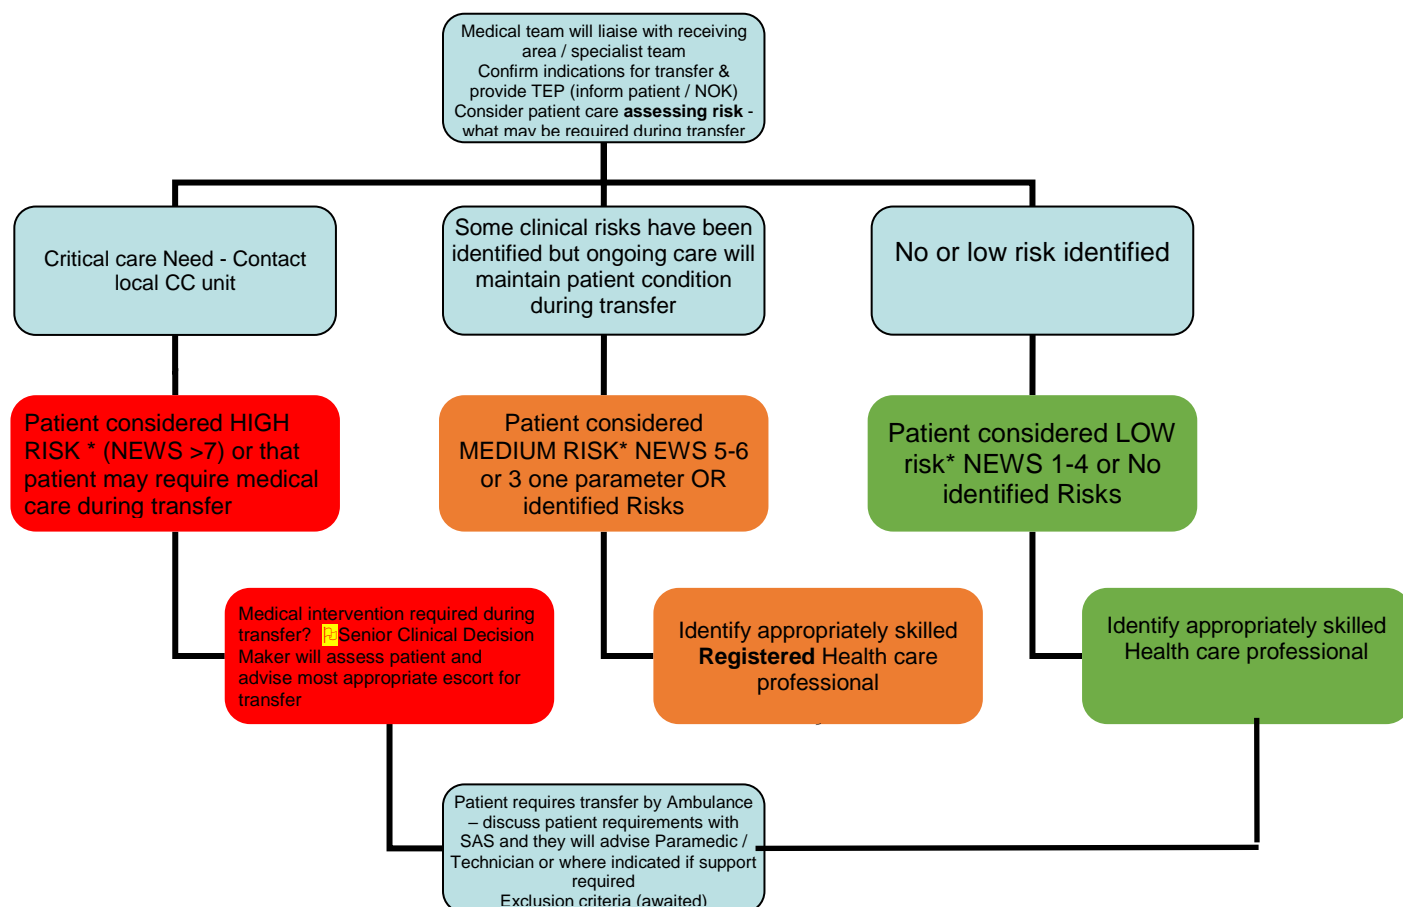 Medical team will liaise with receiving
area / specialist team
Confirm indications for transfer &
provide TEP (inform patient / NOK)
Consider patient care assessing risk -
what may be required during transfer
Critical care Need - Contact
local CC unit
Some clinical risks have been
identified but ongoing care will
maintain patient condition
during transfer
No or low risk identified
Patient considered HIGH
RISK * (NEWS >7) or that
patient may require medical
care during transfer
Patient considered
MEDIUM RISK* NEWS 5-6
or 3 one parameter OR
identified Risks
Patient considered LOW
risk* NEWS 1-4 or No
identified Risks
Medical intervention required during
transfer? Senior Clinical Decision
Maker will assess patient and
advise most appropriate escort for
transfer
Identify appropriately skilled
Registered Health care
professional
Identify appropriately skilled
Health care professional
Patient requires transfer by Ambulance
– discuss patient requirements with
SAS and they will advise Paramedic /
Technician or where indicated if support
required
Exclusion criteria (awaited)